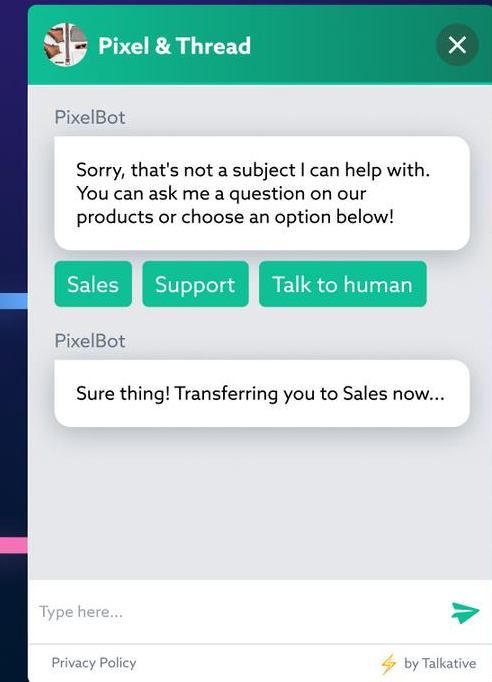 Pixel & Thread
PixelBot
Sorry, that's not a subject I can help with.
You can ask me a question on our
products or choose an option below!
Sales
Support
Talk to human
PixelBot
Sure thing! Transferring you to Sales now...
Type here...
Privacy Policy
by Talkative